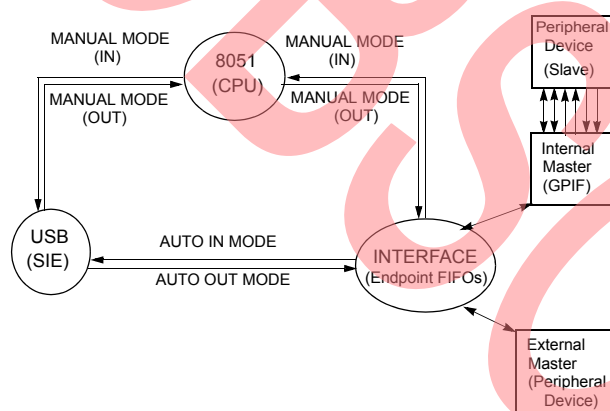 MANUAL MODE
(IN)
8051
(CPU)
MANUAL MODE
(IN)
MANUAL MODE
(OUT)
MANUAL MODE
(OUT)
Peripheral
Device
(Slave)
Internal
Master
(GPIF)
USB
(SIE)
AUTO IN MODE
AUTO OUT MODE
INTERFACE
(Endpoint FIFOs)
External
Master
(Peripheral
Device)